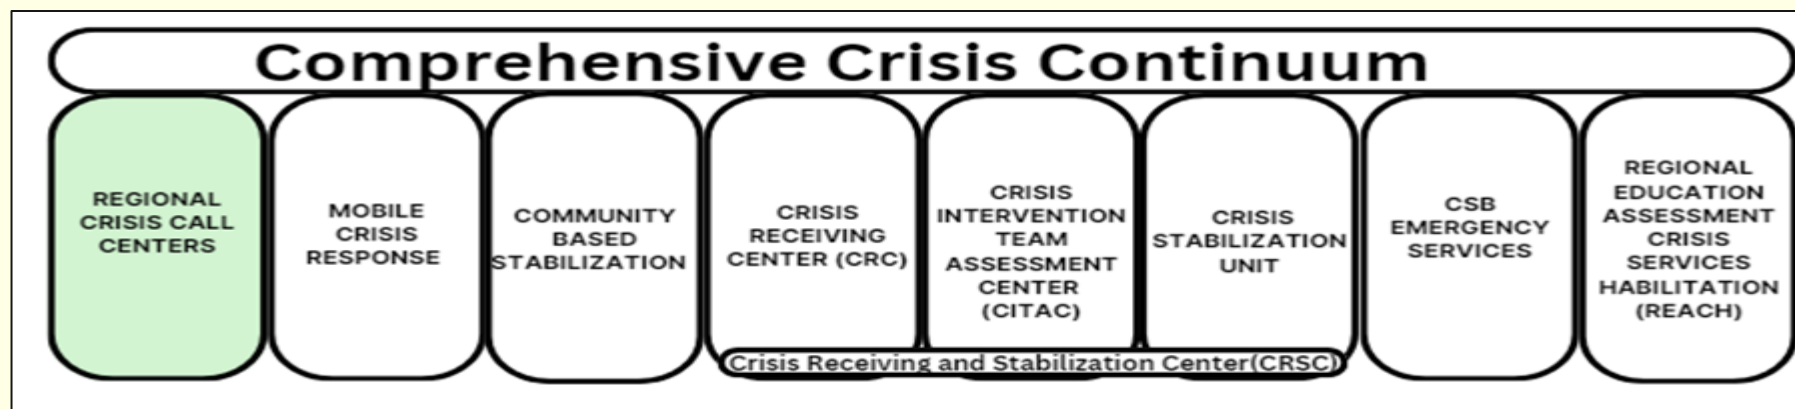 Comprehensive Crisis Continuum
REGIONAL
CRISIS CALL
CENTERS
MOBILE
CRISIS
RESPONSE
COMMUNITY
BASED
STABILIZATION
CRISIS
RECEIVING
CENTER (CRC)
CRISIS
INTERVENTION
TEAM
ASSESSMENT
CENTER
(CITAC)
CRISIS
STABILIZATION
UNIT
CSB
EMERGENCY
SERVICES
REGIONAL
EDUCATION
ASSESSMENT
CRISIS
SERVICES
HABILITATION
(REACH)
Crisis Receiving and Stabilization Center(CRSC)